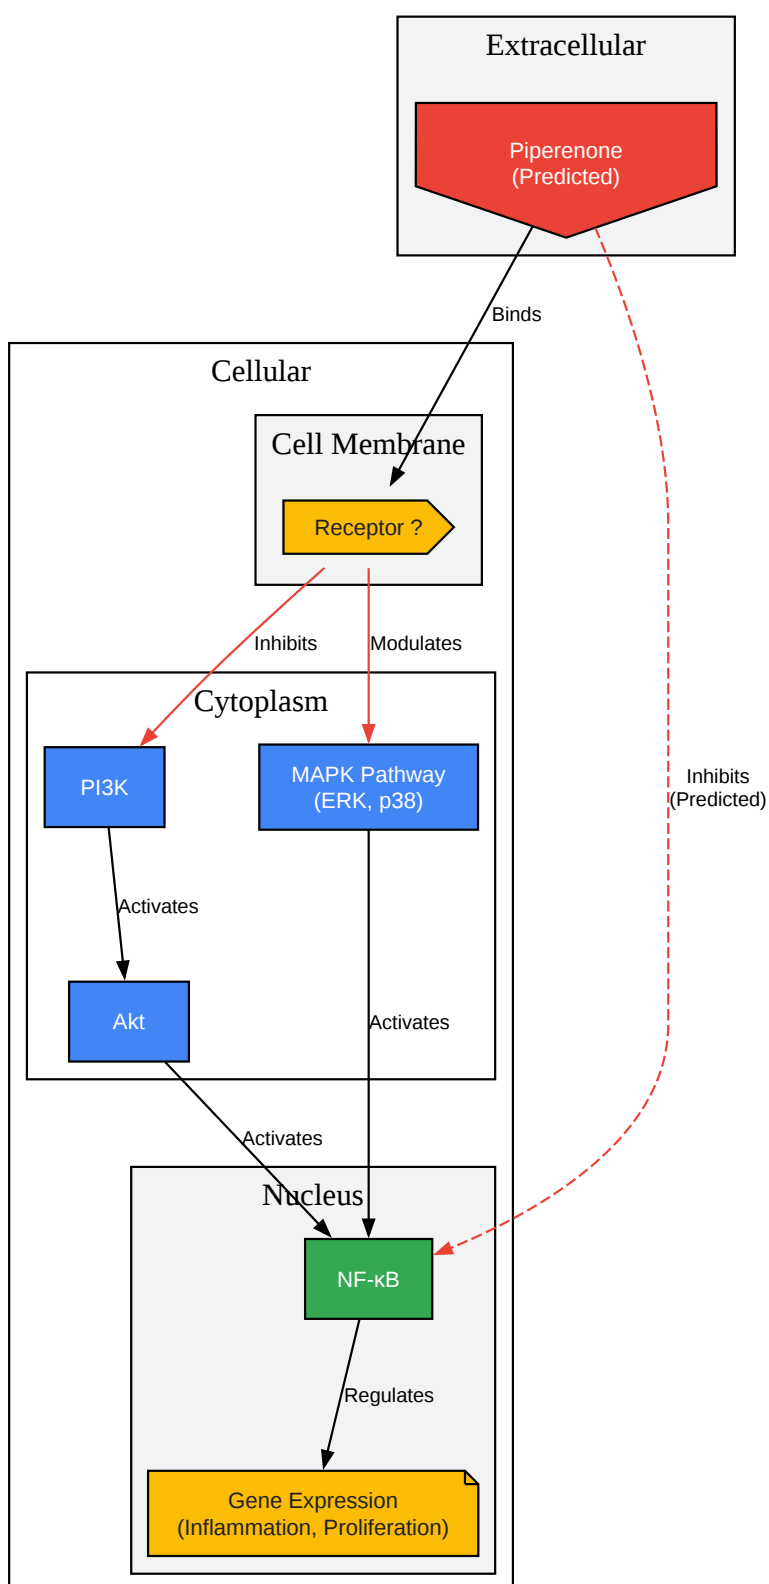 Extracellular
Piperenone
(Predicted)
Binds
Cellular
Cell Membrane
Receptor ?
Inhibits
Modulates
Cytoplasm
PI3K
MAPK Pathway
(ERK, p38)
Inhibits
(Predicted)
Activates
Akt
Activates
Activates
Nucleus
NF-κB
Regulates
Gene Expression
(Inflammation, Proliferation)